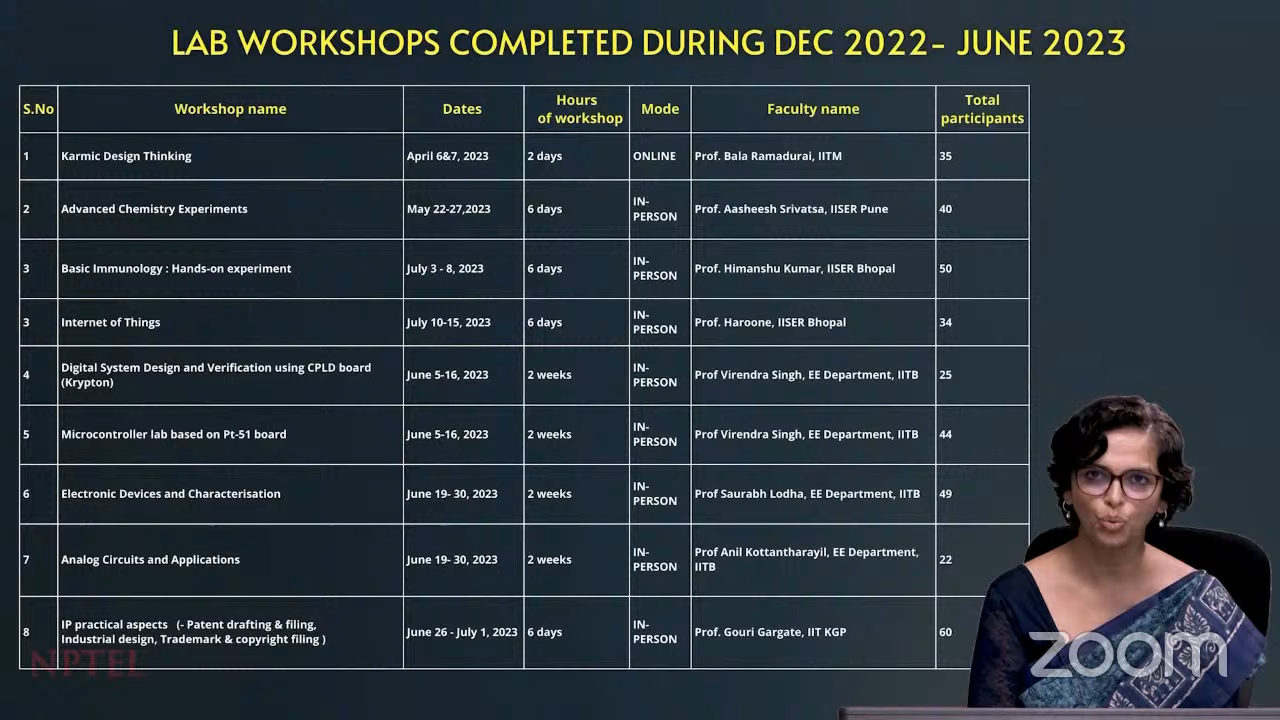 LAB WORKSHOPS COMPLETED DURING DEC 2022- JUNE 2023
S.No Workshop name Dates Hours of workshop Mode Faculty name Total participants
1 Karmic Design Thinking April 6&7, 2023 2 days ONLINE Prof. Bala Ramadurai, IITM 35
2 Advanced Chemistry Experiments May 22-27,2023 6 days IN-PERSON Prof. Aasheesh Srivatsa, IISER Pune 40
3 Basic Immunology : Hands-on experiment July 3 - 8, 2023 6 days IN-PERSON Prof. Himanshu Kumar, IISER Bhopal 50
3 Internet of Things July 10-15, 2023 6 days IN-PERSON Prof. Haroone, IISER Bhopal 34
4 Digital System Design and Verification using CPLD board (Krypton) June 5-16, 2023 2 weeks IN-PERSON Prof Virendra Singh, EE Department, IITB 25
5 Microcontroller lab based on Pt-51 board June 5-16, 2023 2 weeks IN-PERSON Prof Virendra Singh, EE Department, IITB 44
6 Electronic Devices and Characterisation June 19- 30, 2023 2 weeks IN-PERSON Prof Saurabh Lodha, EE Department, IITB 49
7 Analog Circuits and Applications June 19- 30, 2023 2 weeks IN-PERSON Prof Anil Kottantharayil, EE Department, IITB 22
8 IP practical aspects (- Patent drafting & filing, Industrial design, Trademark & copyright filing ) June 26 - July 1, 2023 6 days IN-PERSON Prof. Gouri Gargate, IIT KGP 60
NPTEL
zoom